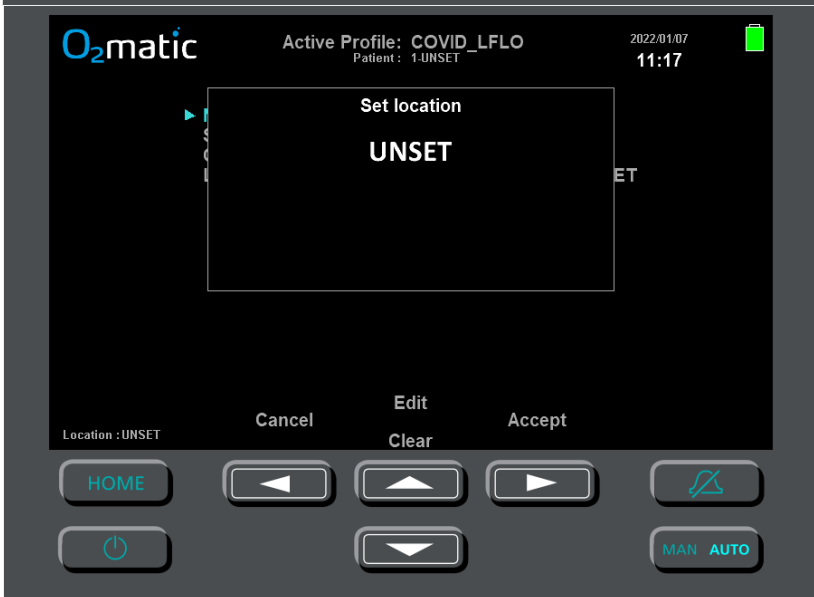 O2matic
Active Profile: COVID_LFLO
Patient : 1-UNSET
2022/01/07
11:17
Set location
UNSET
ET
Edit
Cancel
Accept
Clear
Location : UNSET
HOME
MAN AUTO